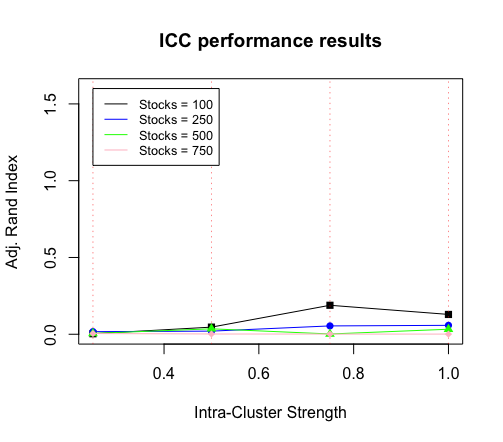 ICC performance results
Adj. Rand Index
1.5
1.0
0.5
0.0
Stocks = 100
Stocks = 250
Stocks = 500
Stocks = 750
0.4 0.6 0.8 1.0
Intra-Cluster Strength